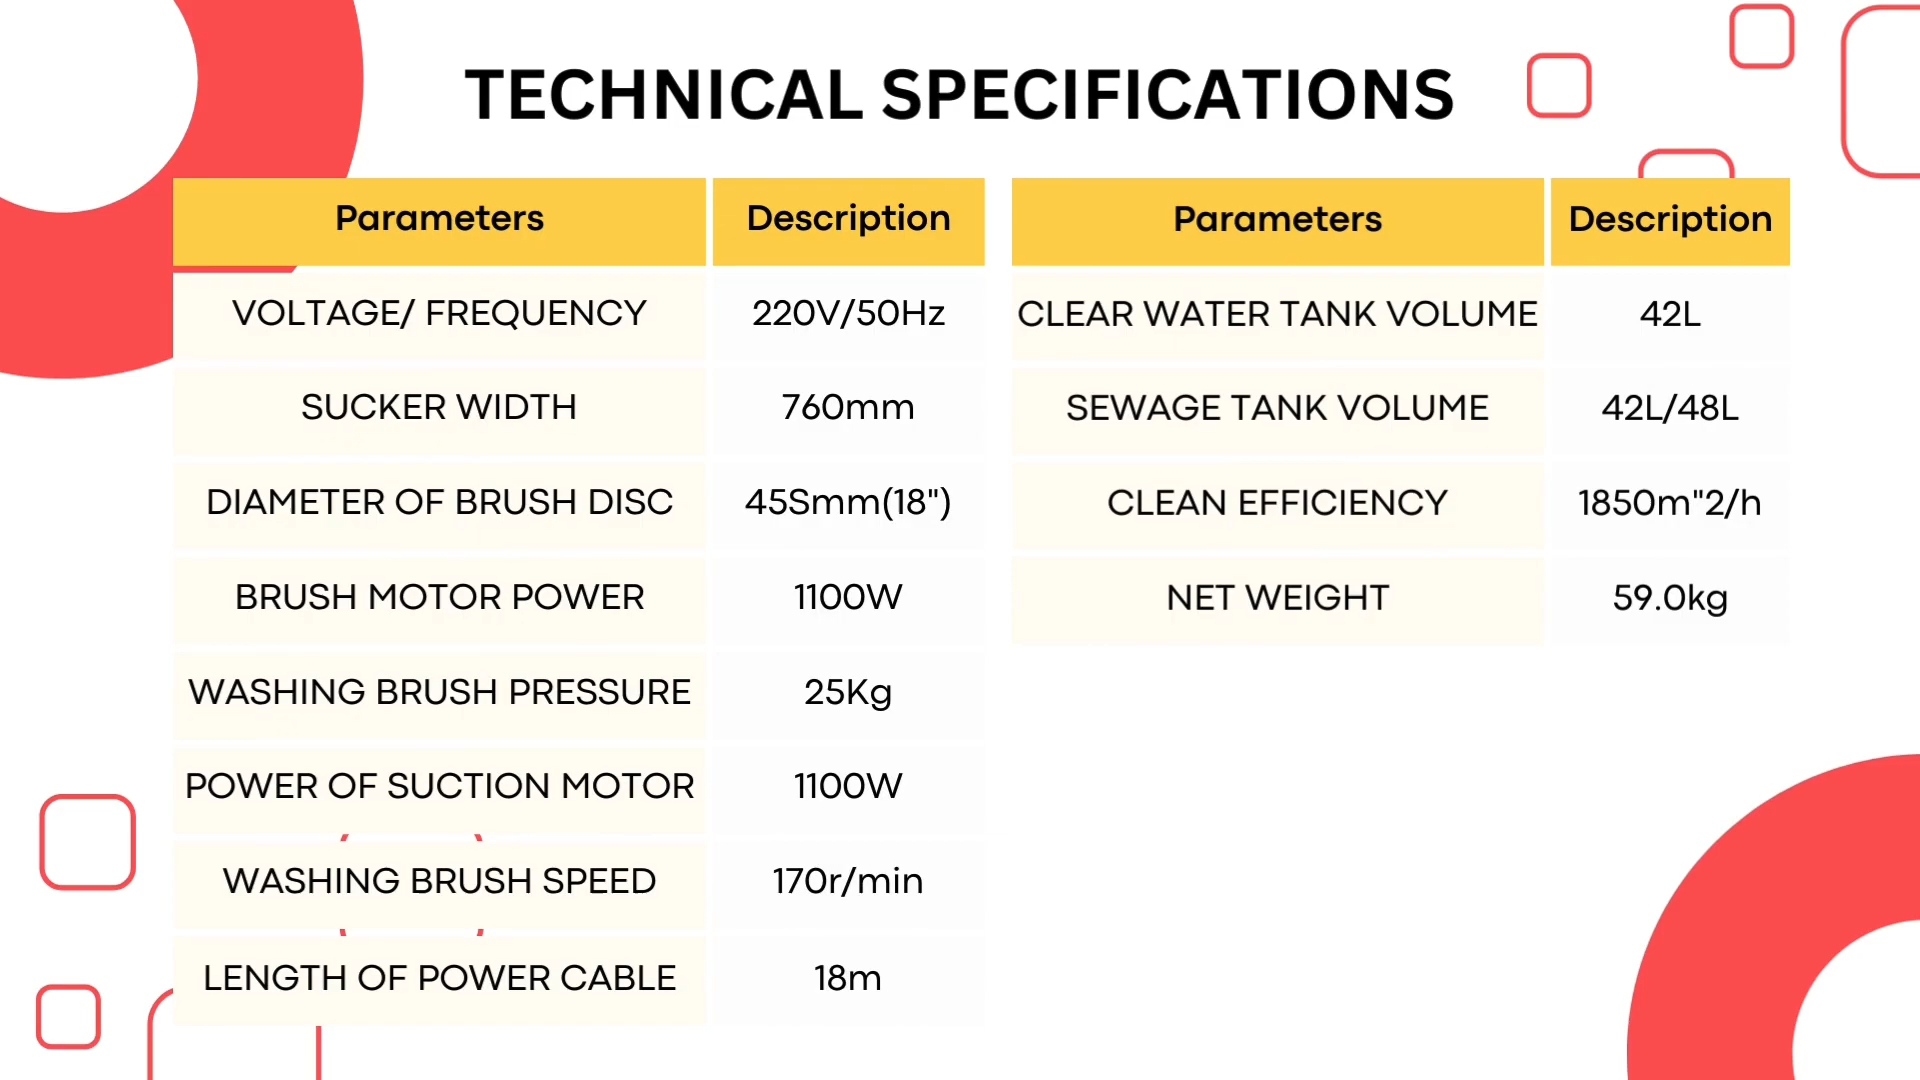 TECHNICAL SPECIFICATIONS
Parameters Description
VOLTAGE/ FREQUENCY 220V/50Hz
SUCKER WIDTH 760mm
DIAMETER OF BRUSH DISC 45Smm(18")
BRUSH MOTOR POWER 1100W
WASHING BRUSH PRESSURE 25Kg
POWER OF SUCTION MOTOR 1100W
WASHING BRUSH SPEED 170r/min
LENGTH OF POWER CABLE 18m
Parameters Description
CLEAR WATER TANK VOLUME 42L
SEWAGE TANK VOLUME 42L/48L
CLEAN EFFICIENCY 1850m"2/h
NET WEIGHT 59.0kg